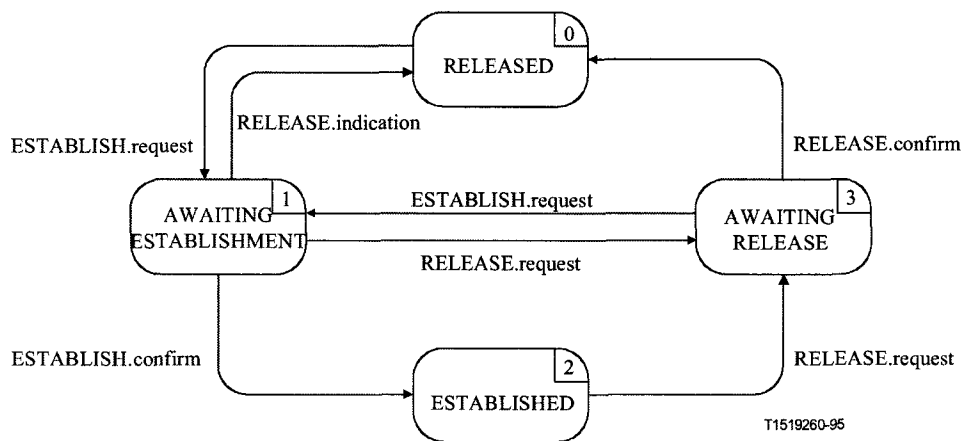 0
RELEASED
RELEASE.indication
ESTABLISH.request
RELEASE.confirm
1
AWAITING
ESTABLISHMENT
ESTABLISH.request
3
AWAITING
RELEASE
RELEASE.request
ESTABLISH.confirm
2
ESTABLISHED
RELEASE.request
T1519260-95